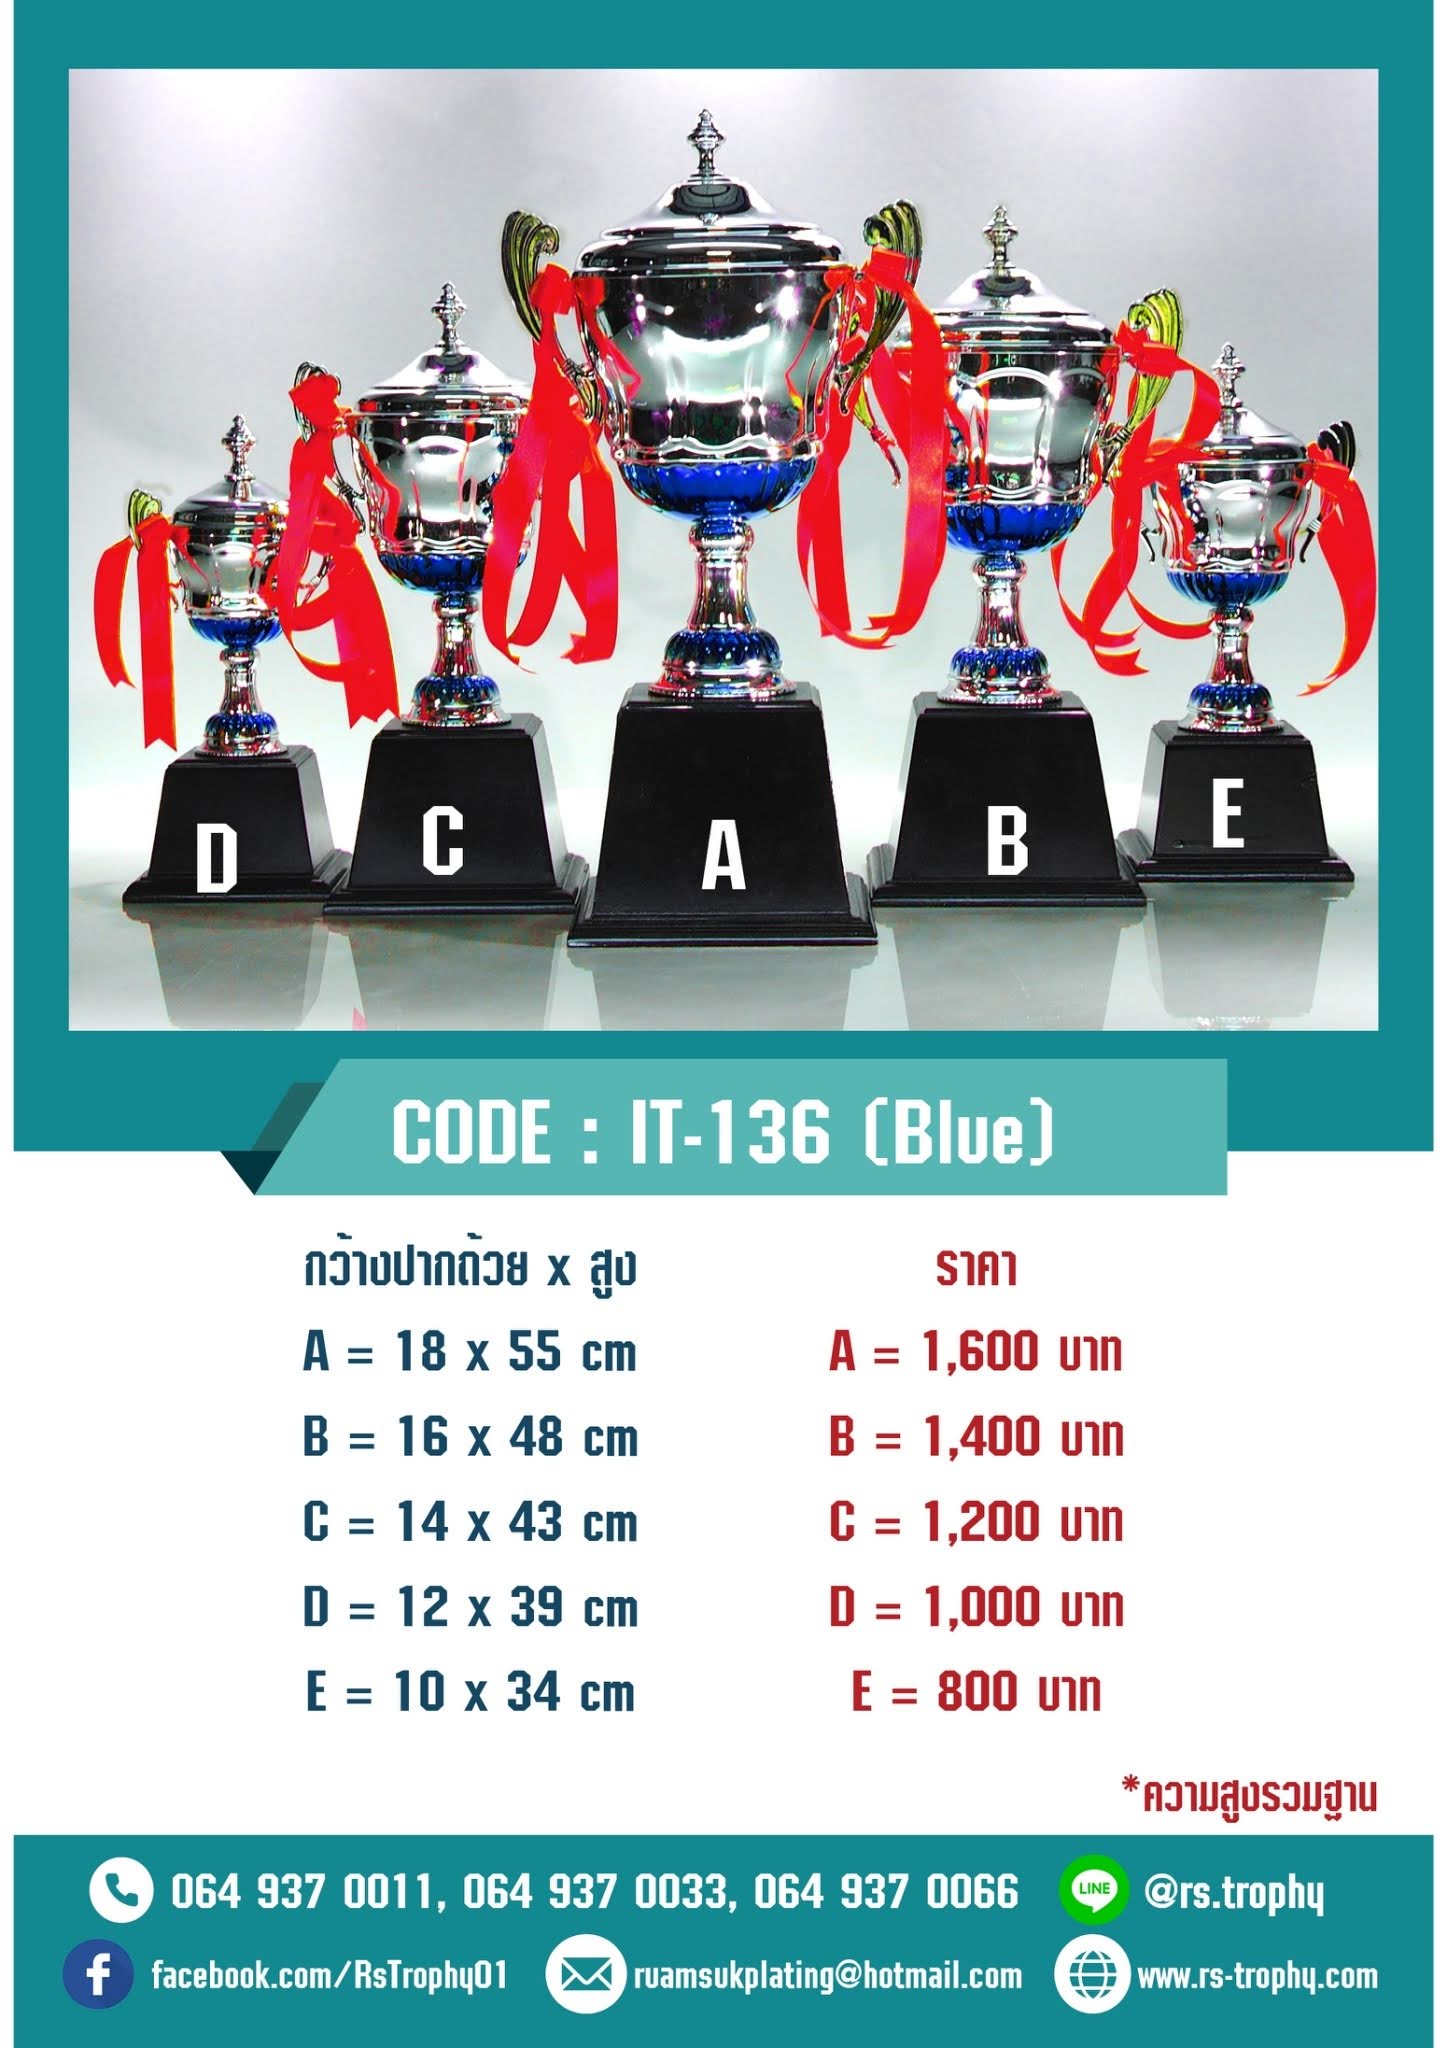 D C A B E
CODE : IT-136 (Blue)
กว้างปากถ้วย x สูง ราคา
A = 18 x 55 cm A = 1,600 บาท
B = 16 x 48 cm B = 1,400 บาท
C = 14 x 43 cm C = 1,200 บาท
D = 12 x 39 cm D = 1,000 บาท
E = 10 x 34 cm E = 800 บาท
*ความสูงรวมฐาน
064 937 0011, 064 937 0033, 064 937 0066 LINE @rs.trophy
f facebook.com/RsTrophy01 ruamsukplating@hotmail.com www.rs-trophy.com